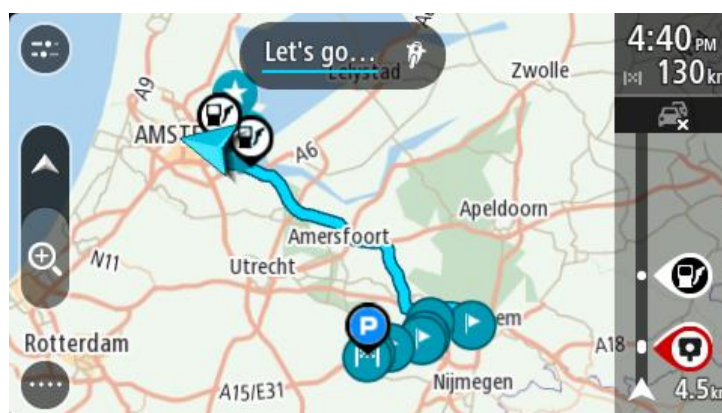 Let's go...
4:40 PM
130 km
Lelystad
Zwolle
A9
AMST
A6
Apeldoorn
Amersfoort
N11
Utrecht
Rotterdam
em
A18
A15/E31
Nijmegen
4.5 km
P